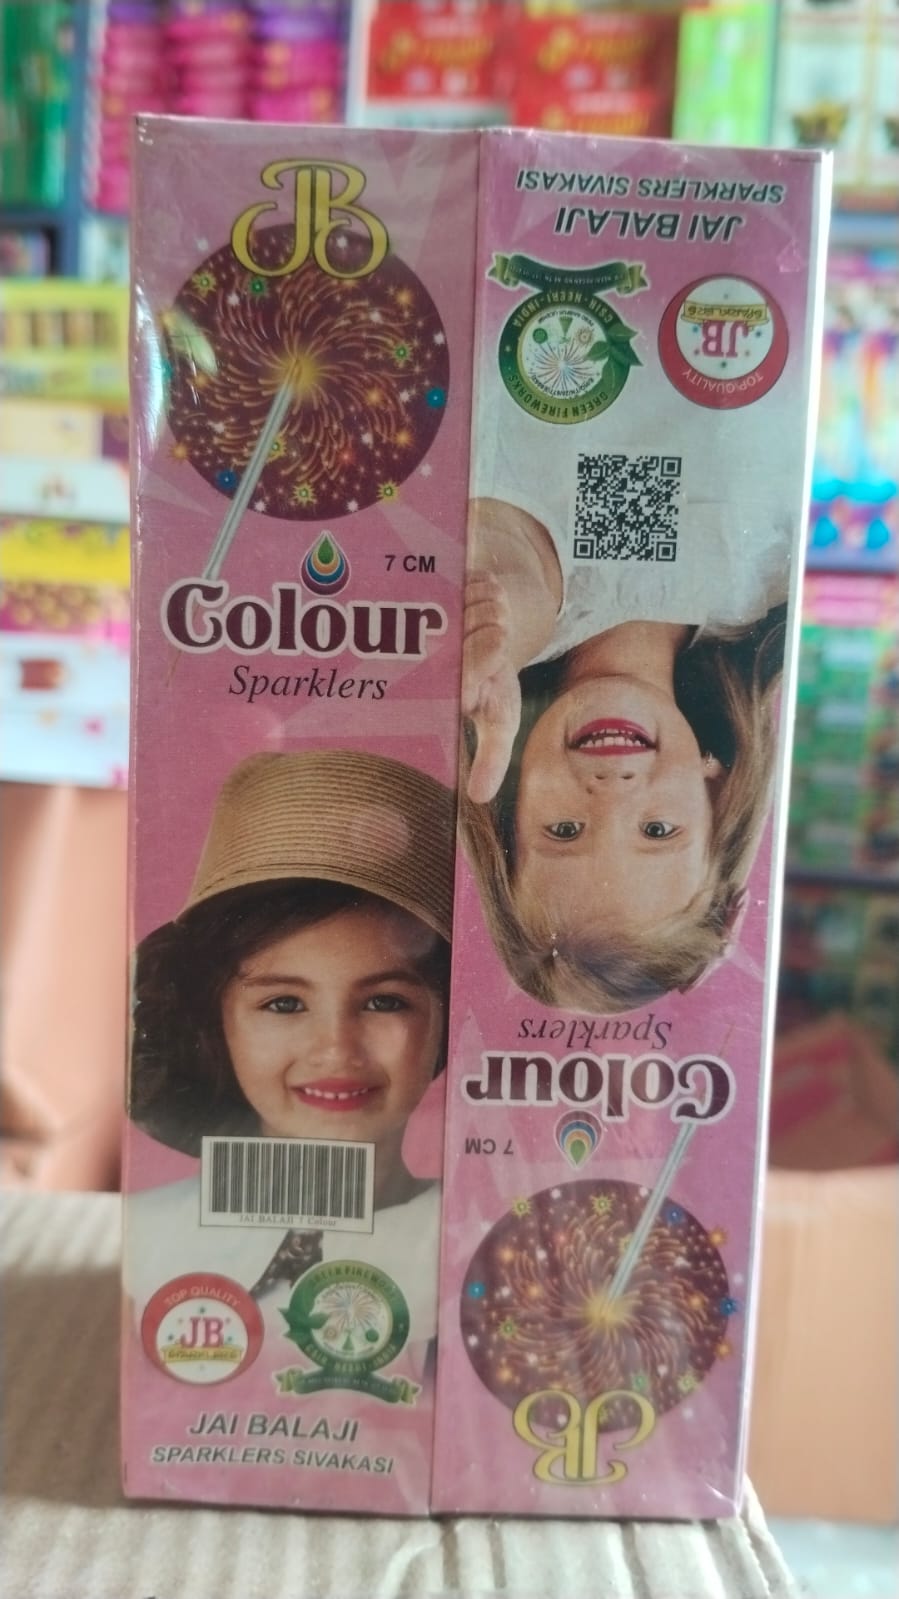 JB
7 CM
Colour
Sparklers
JAI BALAJI 7 Colour
TOP QUALITY
JB
SPARKLERS
GREEN FIREWORKS
CSIR-NEERI-INDIA
JAI BALAJI
SPARKLERS SIVAKASI
JB
7 CM
Colour
Sparklers
TOP QUALITY
JB
SPARKLERS
GREEN FIREWORKS
CSIR-NEERI-INDIA
JAI BALAJI
SPARKLERS SIVAKASI